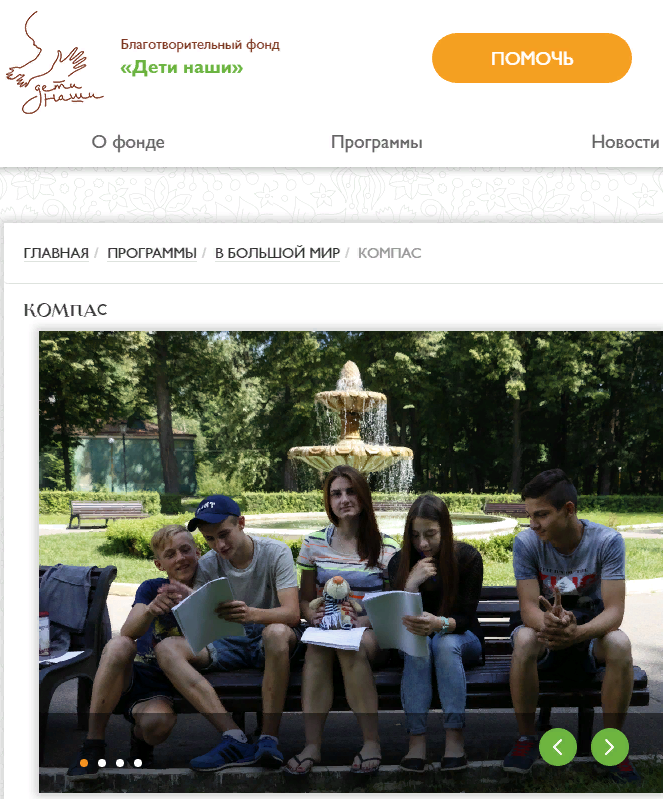 дети
наши
Благотворительный фонд
«Дети наши»
ПОМОЧЬ
О фонде
Программы
Новости
ГЛАВНАЯ / ПРОГРАММЫ / В БОЛЬШОЙ МИР / КОМПАС
КОМПАС